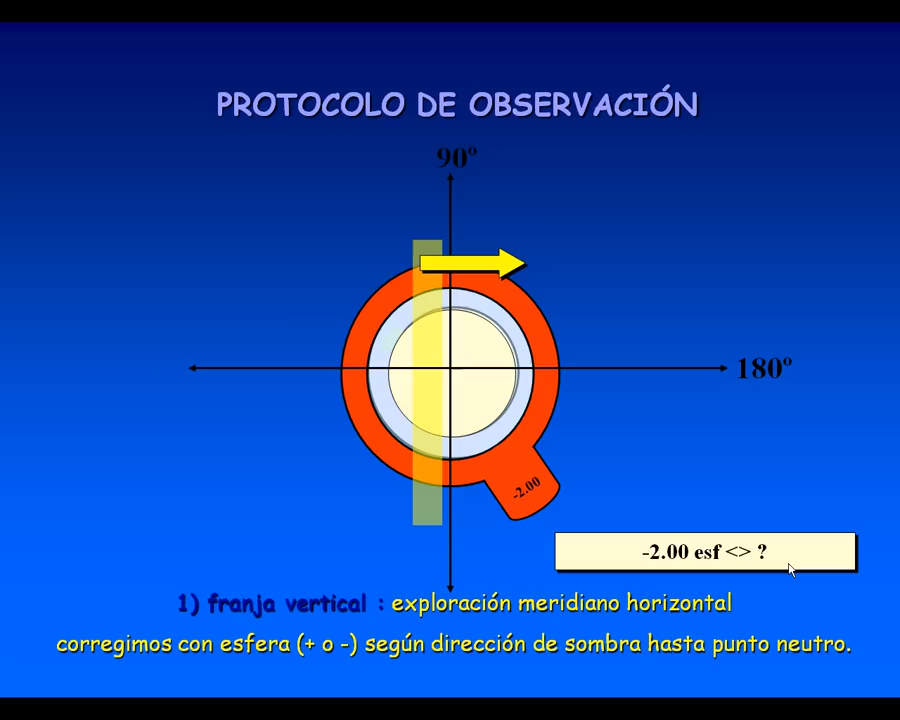 PROTOCOLO DE OBSERVACIÓN
90º
180º
-2.00
-2.00 esf <> ?
1) franja vertical : exploración meridiano horizontal
corregimos con esfera (+ o -) según dirección de sombra hasta punto neutro.